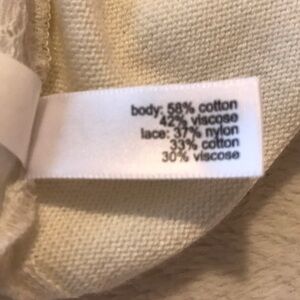 body: 58% cotton
42% viscose
lace: 37% nylon
33% cotton
30% viscose